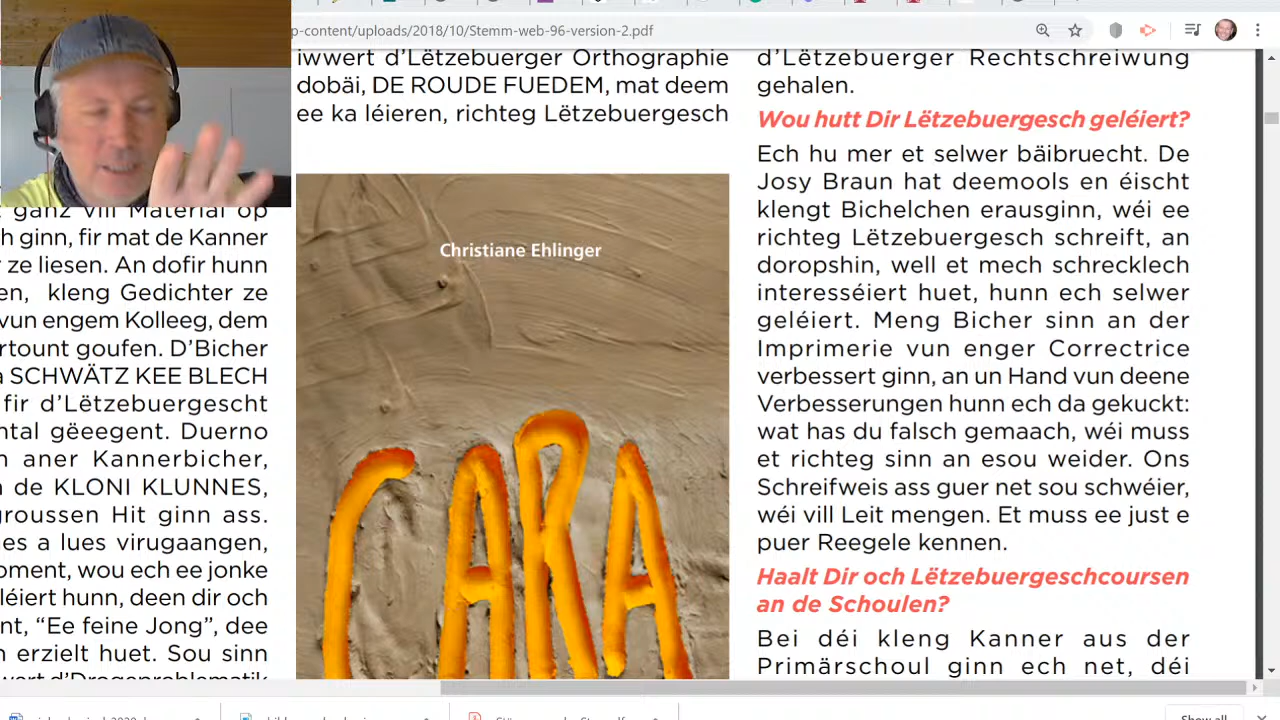 p-content/uploads/2018/10/Stemm-web-96-version-2.pdf
ganz vill Material op
h ginn, fir mat de Kanner
ze liesen. An dofir hunn
en, kleng Gedichter ze
vun engem Kolleeg, dem
rtount goufen. D’Bicher
a SCHWÄTZ KEE BLECH
fir d’Lëtzebuergescht
ntal gëeegent. Duerno
n aner Kannerbicher,
n de KLONI KLUNNES,
groussen Hit ginn ass.
nes a lues virugaangen,
oment, wou ech ee jonke
léiert hunn, deen dir och
nt, “Ee feine Jong”, dee
n erzielt huet. Sou sinn
wert d’Drogenproblematik
iwwert d’Lëtzebuerger Orthographie
dobäi, DE ROUDE FUEDEM, mat deem
ee ka léieren, richteg Lëtzebuergesch
Christiane Ehlinger
CARA
d’Lëtzebuerger Rechtschreiwung
gehalen.
Wou hutt Dir Lëtzebuergesch geléiert?
Ech hu mer et selwer bäibruecht. De
Josy Braun hat deemools en éischt
klengt Bichelchen erausginn, wéi ee
richteg Lëtzebuergesch schreift, an
doropshin, well et mech schrecklech
interesséiert huet, hunn ech selwer
geléiert. Meng Bicher sinn an der
Imprimerie vun enger Correctrice
verbessert ginn, an un Hand vun deene
Verbesserungen hunn ech da gekuckt:
wat has du falsch gemaach, wéi muss
et richteg sinn an esou weider. Ons
Schreifweis ass guer net sou schwéier,
wéi vill Leit mengen. Et muss ee just e
puer Reegele kennen.
Haalt Dir och Lëtzebuergeschcoursen
an de Schoulen?
Bei déi kleng Kanner aus der
Primärschoul ginn ech net, déi
Show all